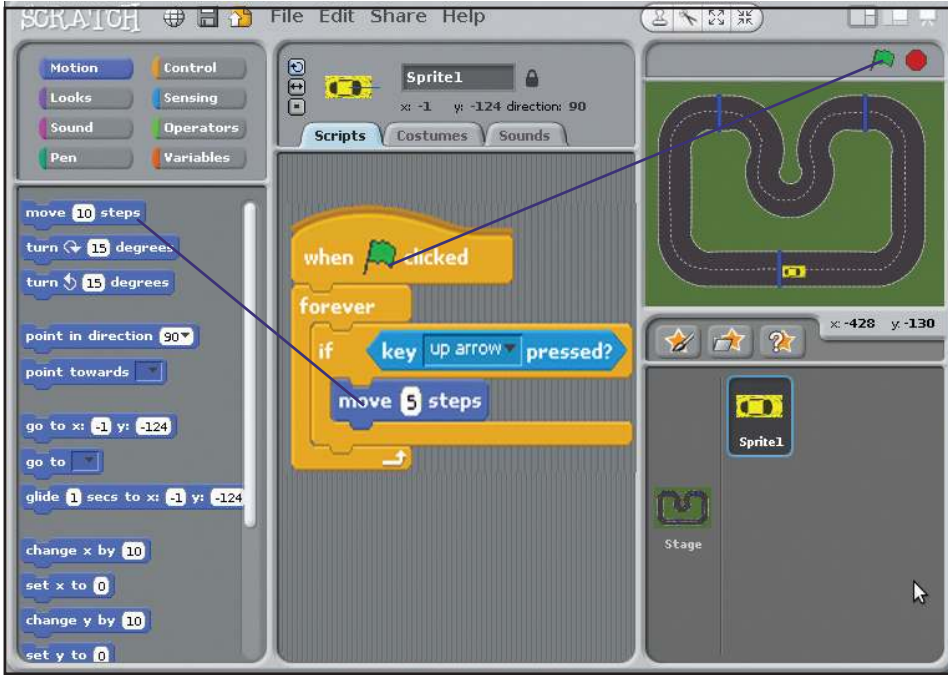 SCRATCH File Edit Share Help
Motion Control
Looks Sensing
Sound Operators
Pen Variables
move 10 steps
turn 15 degrees
turn 15 degrees
point in direction 90
point towards
go to x: -1 y: -124
go to
glide 1 secs to x: -1 y: -124
change x by 10
set x to 0
change y by 10
set y to 0
Sprite1
x: -1 y: -124 direction: 90
Scripts Costumes Sounds
when clicked
forever
if key up arrow pressed?
move 5 steps
x: -428 y: -130
Sprite1
Stage